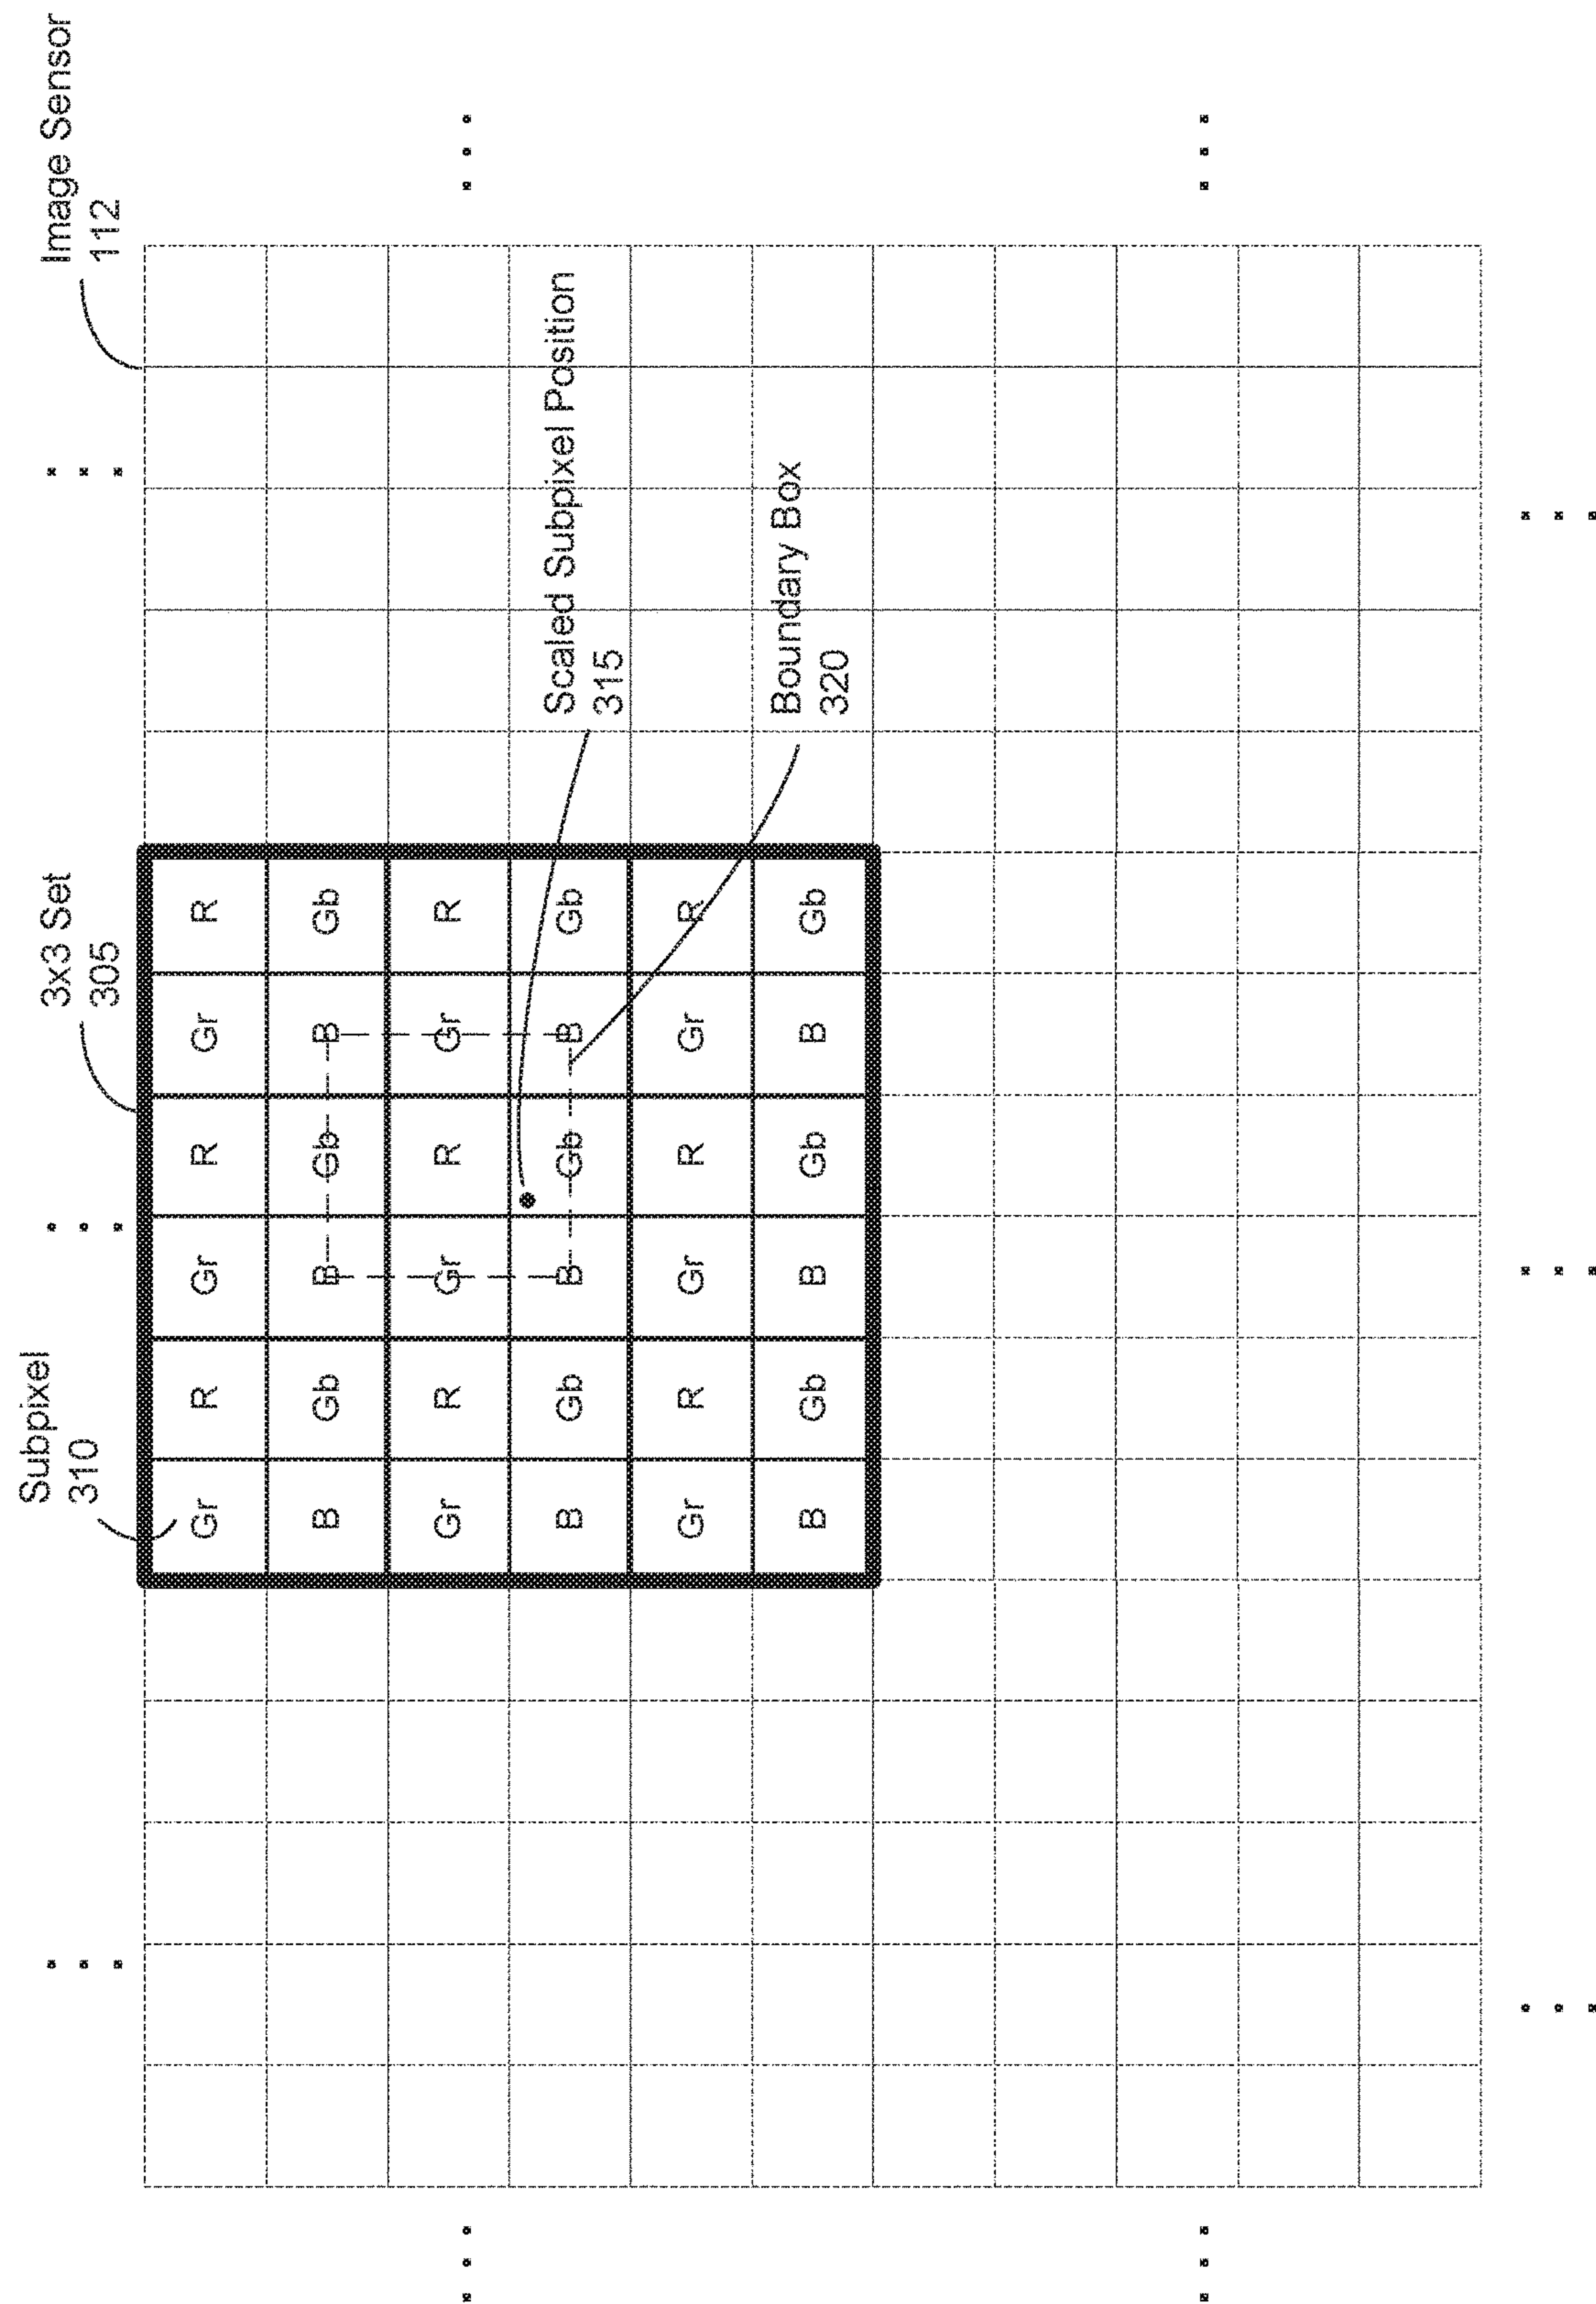 Subpixel
310
3x3 Set
305
Image Sensor
112
Gr R Gr R Gr R
B Gb B Gb B Gb
Gr R Gr R Gr R
B Gb B Gb B Gb
Gr R Gr R Gr R
B Gb B Gb B Gb
Scaled Subpixel Position
315
Boundary Box
320